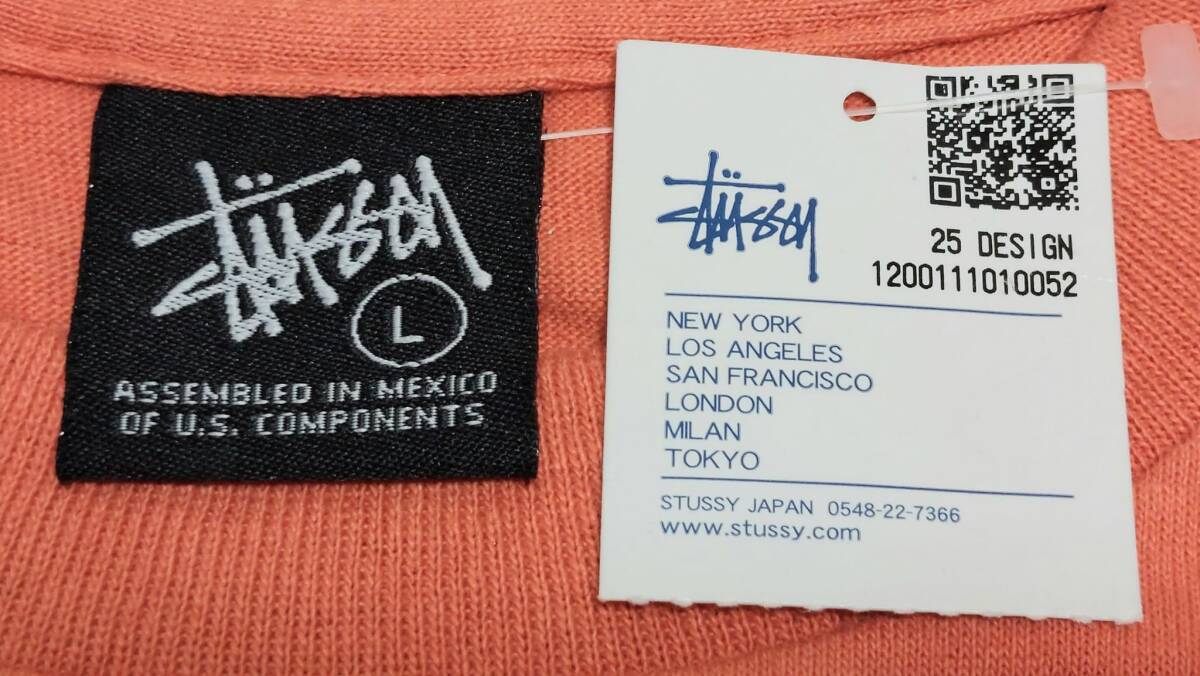 Stüssy
L
ASSEMBLED IN MEXICO
OF U.S. COMPONENTS
Stüssy
25 DESIGN
1200111010052
NEW YORK
LOS ANGELES
SAN FRANCISCO
LONDON
MILAN
TOKYO
STUSSY JAPAN 0548-22-7366
www.stussy.com